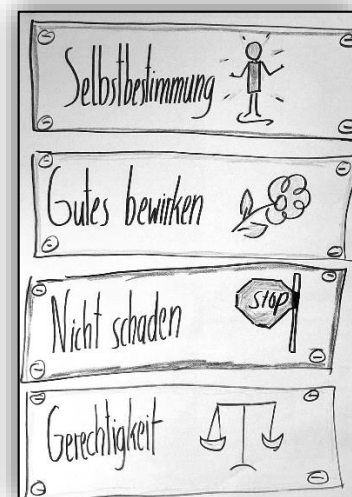 Selbstbestimmung
Gutes bewirken
Nicht schaden
STOP
Gerechtigkeit